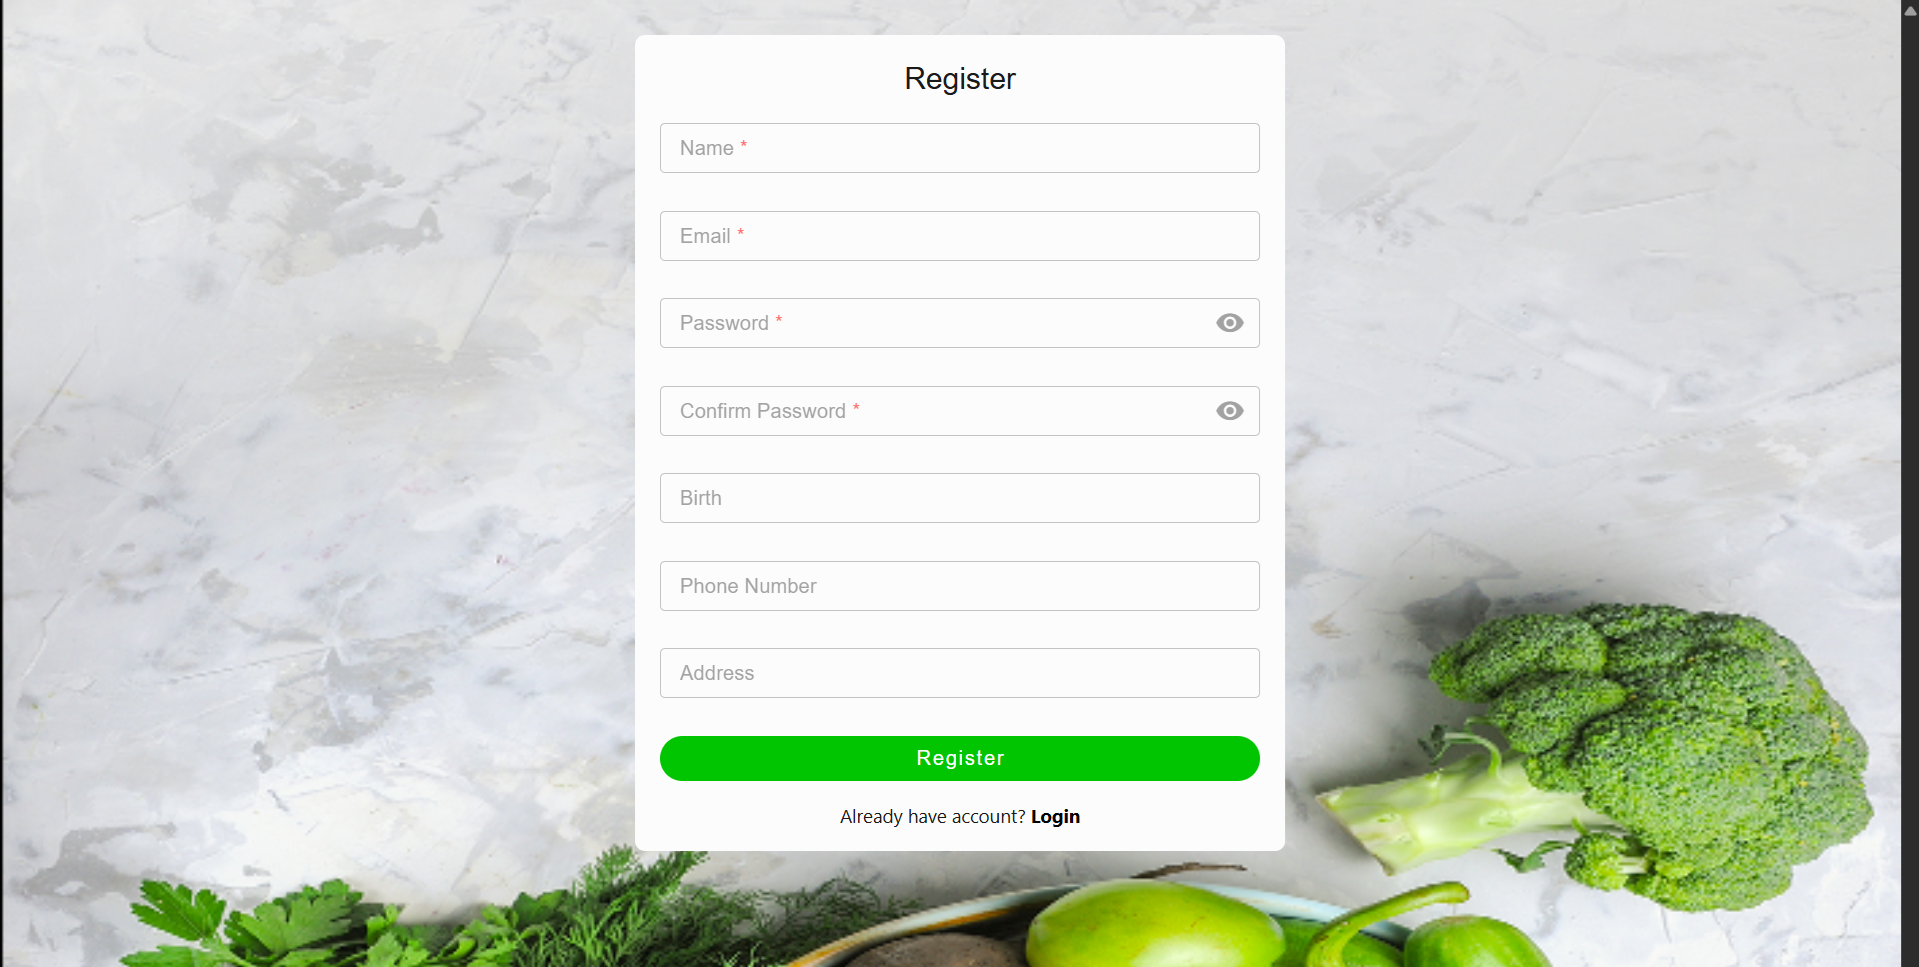 Register
Name *
Email *
Password *
Confirm Password *
Birth
Phone Number
Address
Register
Already have account? Login